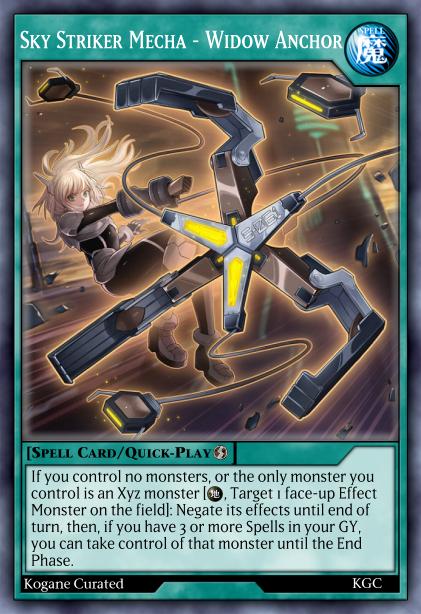 Sky Striker Mecha - Widow Anchor
SPELL
魔
[Spell Card/Quick-Play]
If you control no monsters, or the only monster you
control is an Xyz monster [地, Target 1 face-up Effect
Monster on the field]: Negate its effects until end of
turn, then, if you have 3 or more Spells in your GY,
you can take control of that monster until the End
Phase.
Kogane Curated
KGC